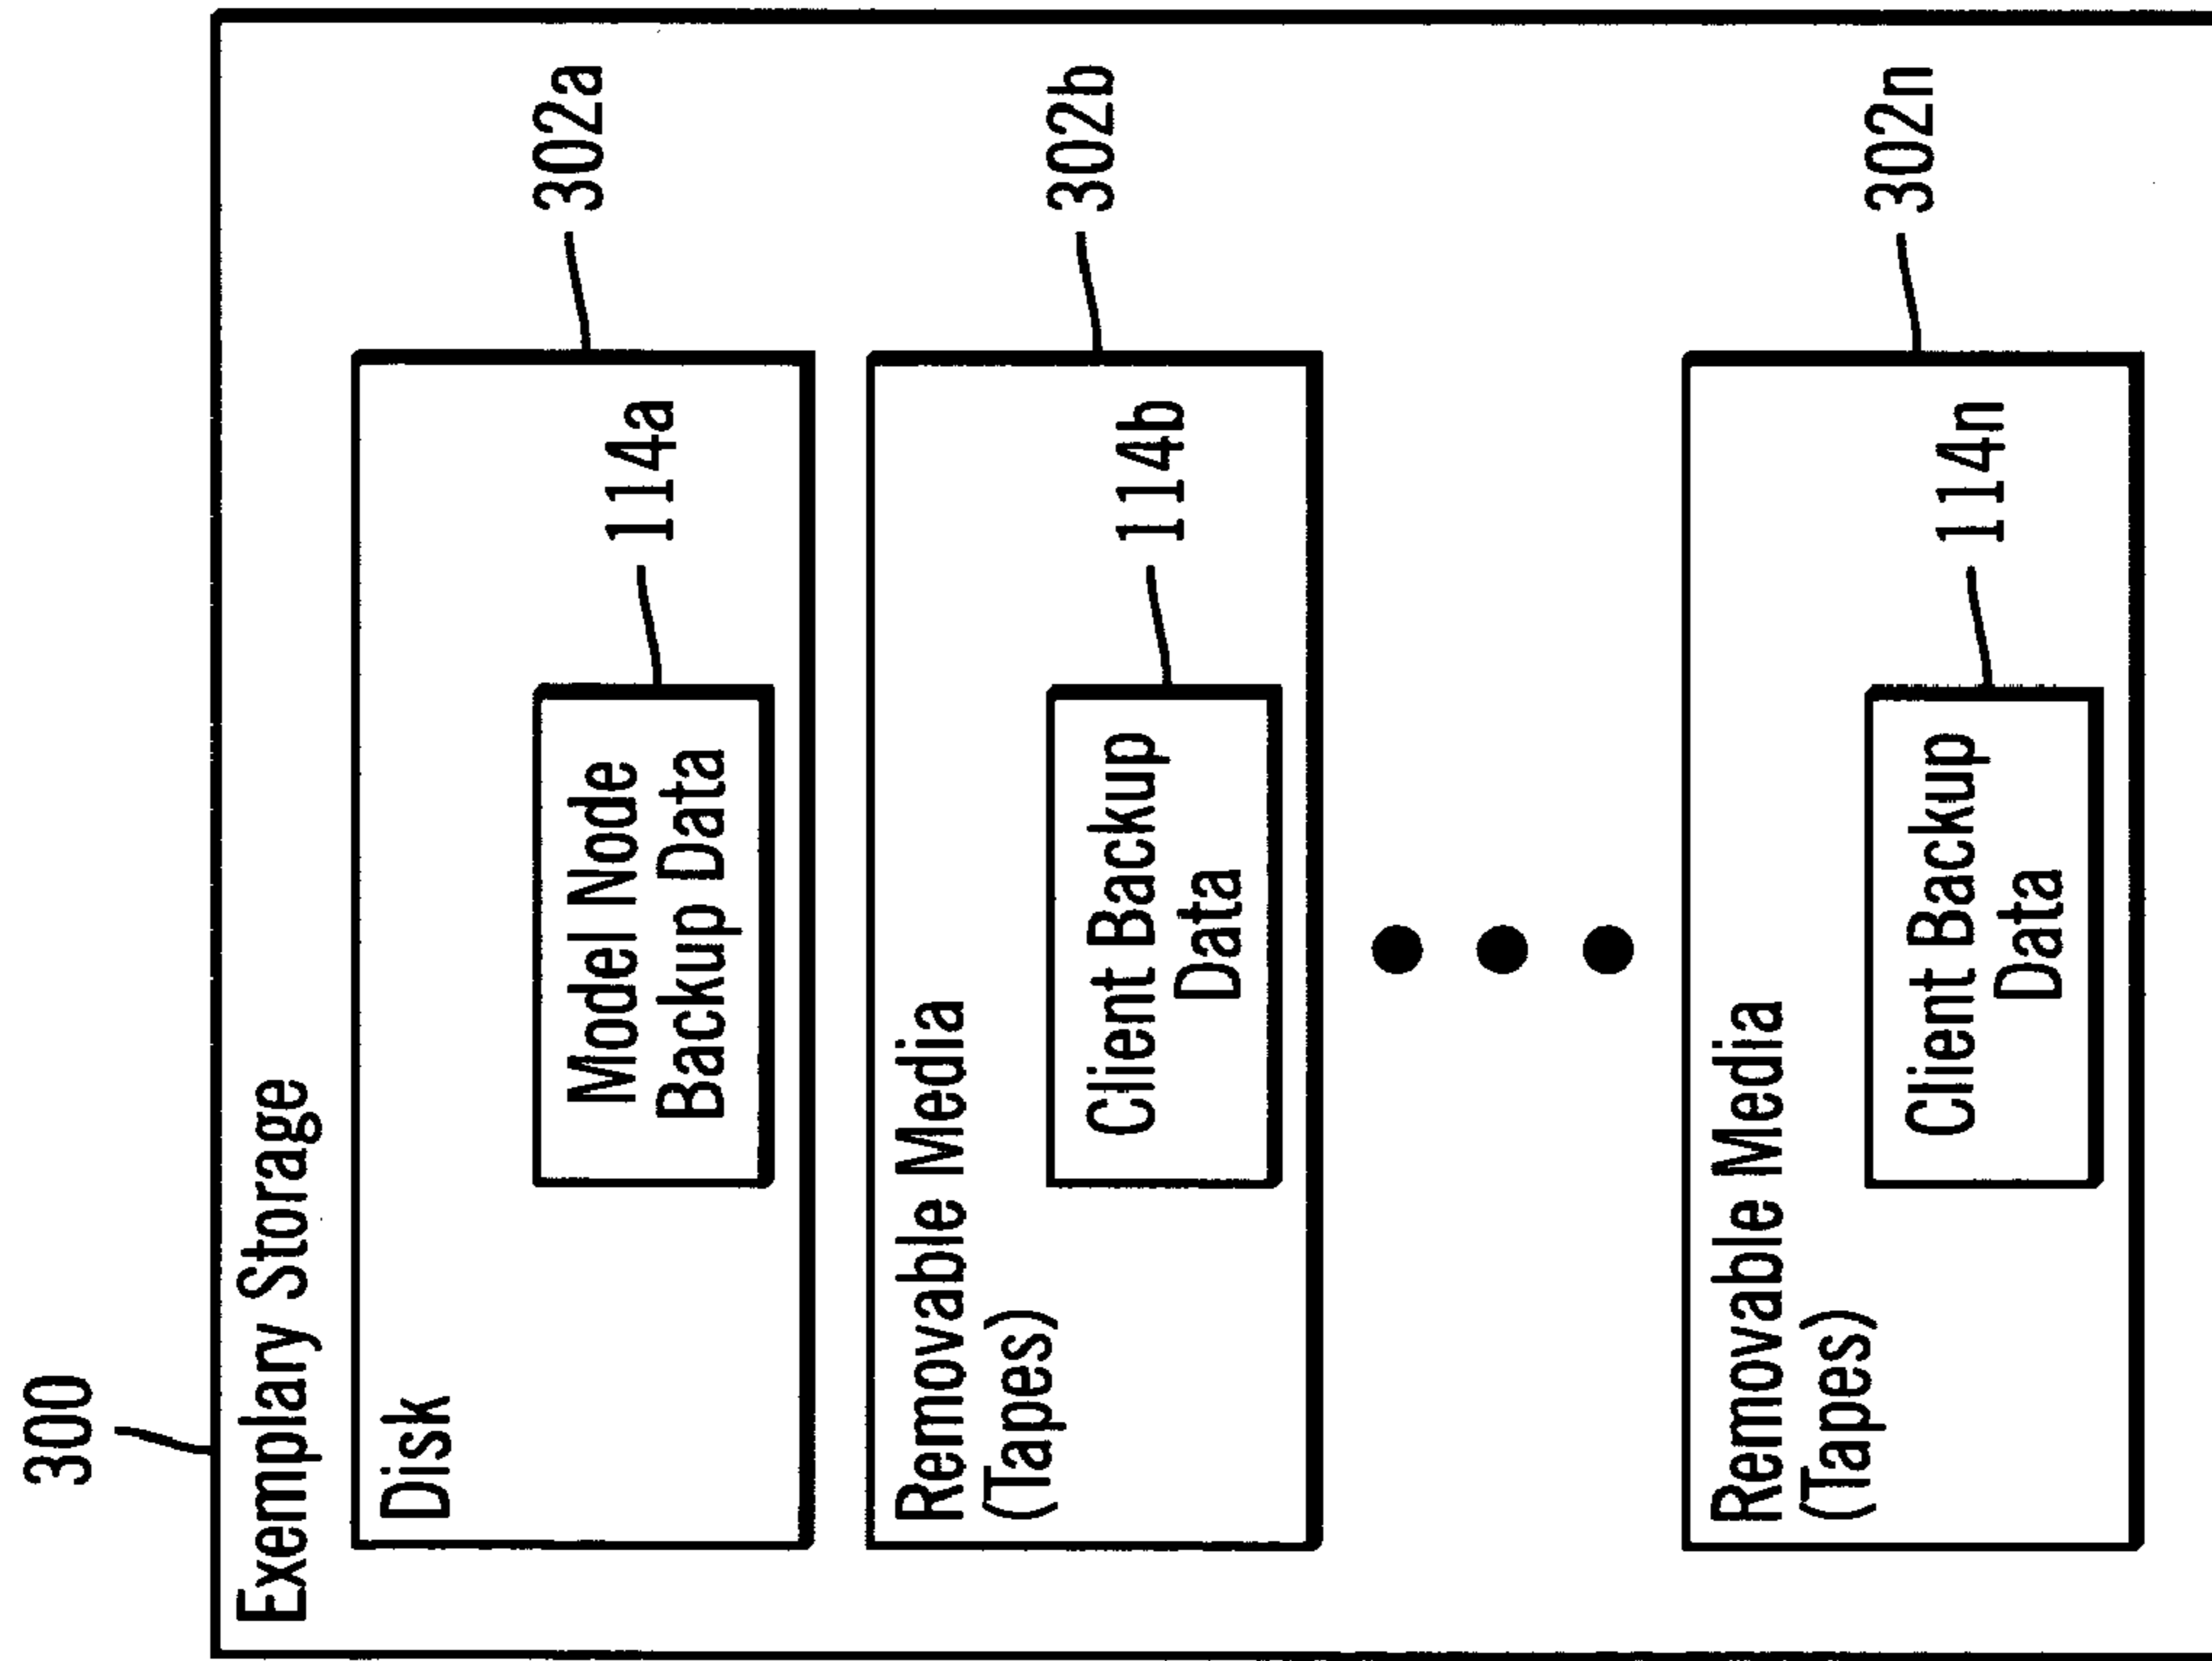 300
Exemplary Storage
Disk
302a
114a
Model Node
Backup Data
Removable Media
(Tapes)
302b
114b
Client Backup
Data
Removable Media
(Tapes)
302n
114n
Client Backup
Data